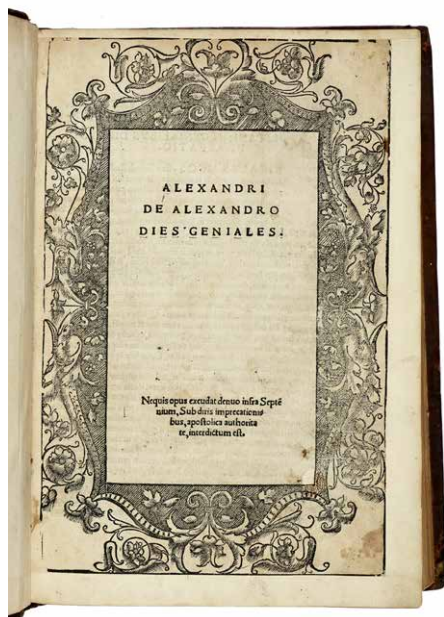 ALEXANDRI
DE ALEXANDRO
DIES GENIALES.
Nequis opus excudat denuo infra Septē
nium, Sub diris imprecationi-
bus, apostolica authorita
te, interdictum est.